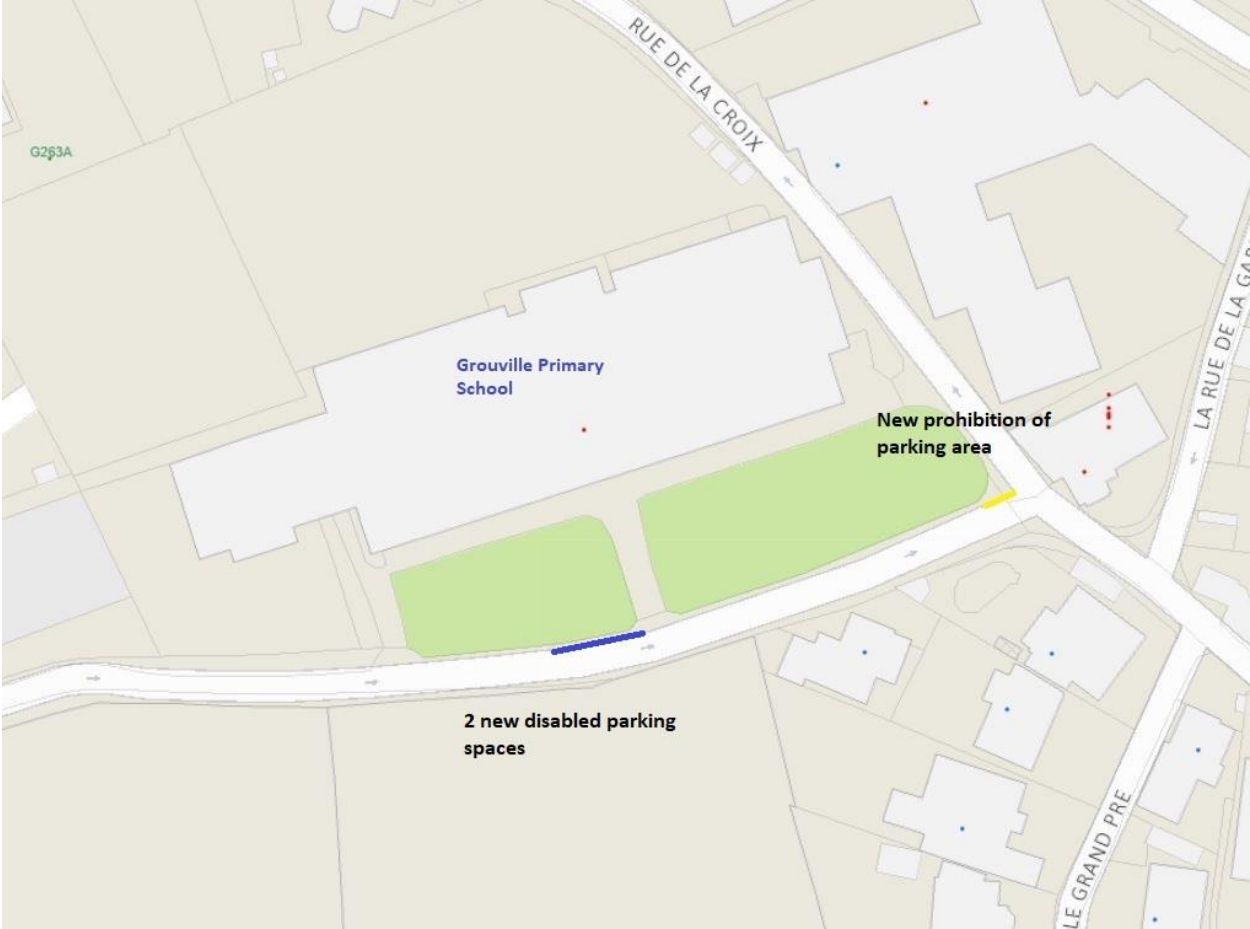 RUE DE LA CROIX
G263A
Grouville Primary
School
LA RUE DE LA
New prohibition of
parking area
2 new disabled parking
spaces
LE GRAND PRE